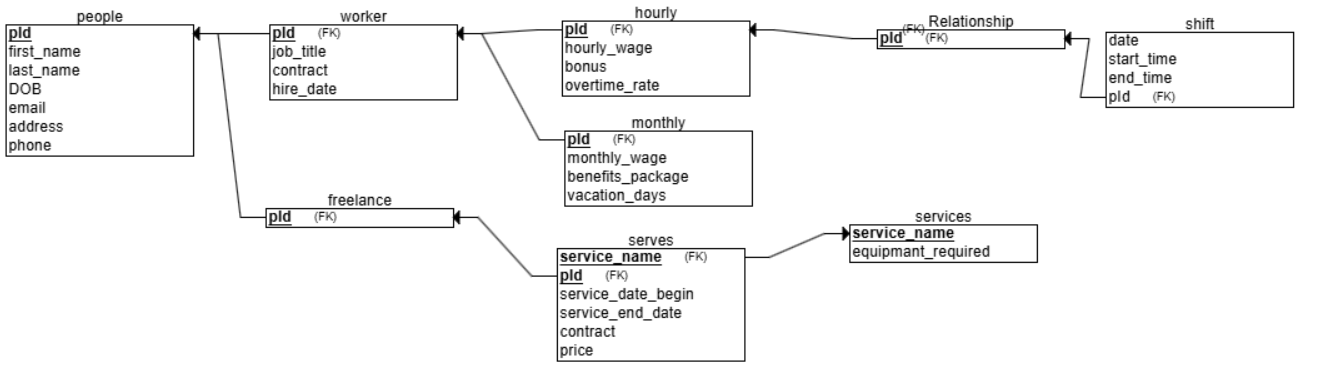 people
pId
first_name
last_name
DOB
email
address
phone
worker
pId (FK)
job_title
contract
hire_date
hourly
pId (FK)
hourly_wage
bonus
overtime_rate
Relationship
(FK)
pId (FK)
shift
date
start_time
end_time
pId (FK)
monthly
pId (FK)
monthly_wage
benefits_package
vacation_days
freelance
pId (FK)
serves
service_name (FK)
pId (FK)
service_date_begin
service_end_date
contract
price
services
service_name
equipmant_required